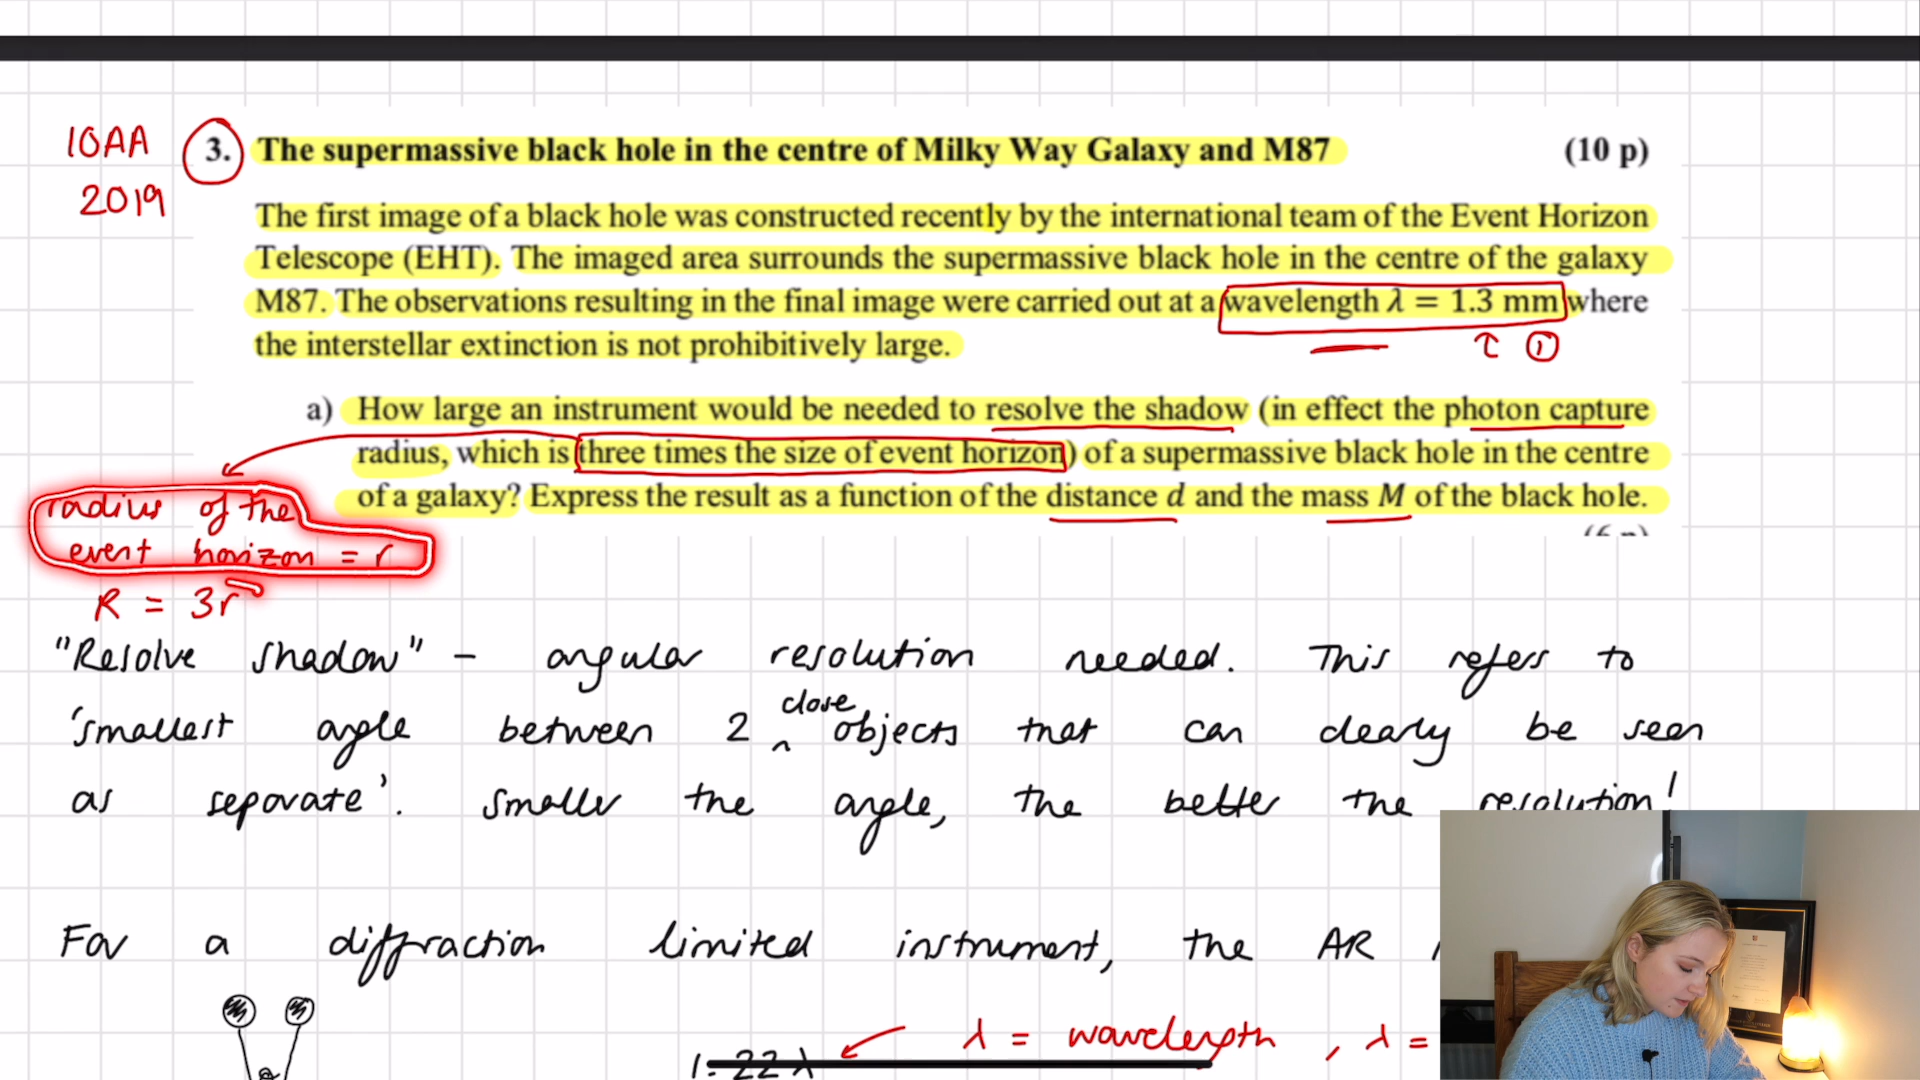 IOAA
2019
3. The supermassive black hole in the centre of Milky Way Galaxy and M87 (10 p)
The first image of a black hole was constructed recently by the international team of the Event Horizon
Telescope (EHT). The imaged area surrounds the supermassive black hole in the centre of the galaxy
M87. The observations resulting in the final image were carried out at a wavelength λ = 1.3 mm where
the interstellar extinction is not prohibitively large.
τ ①
a) How large an instrument would be needed to resolve the shadow (in effect the photon capture
radius, which is three times the size of event horizon) of a supermassive black hole in the centre
of a galaxy? Express the result as a function of the distance d and the mass M of the black hole.
radius of the
event horizon = r
R = 3r
"Resolve shadow" - angular resolution needed. This refers to
'smallest angle between 2 ^ close objects that can clearly be seen
as separate'. Smaller the angle, the better the resolution!
For a diffraction limited instrument, the AR
λ = wavelength, λ =
1.22 λ